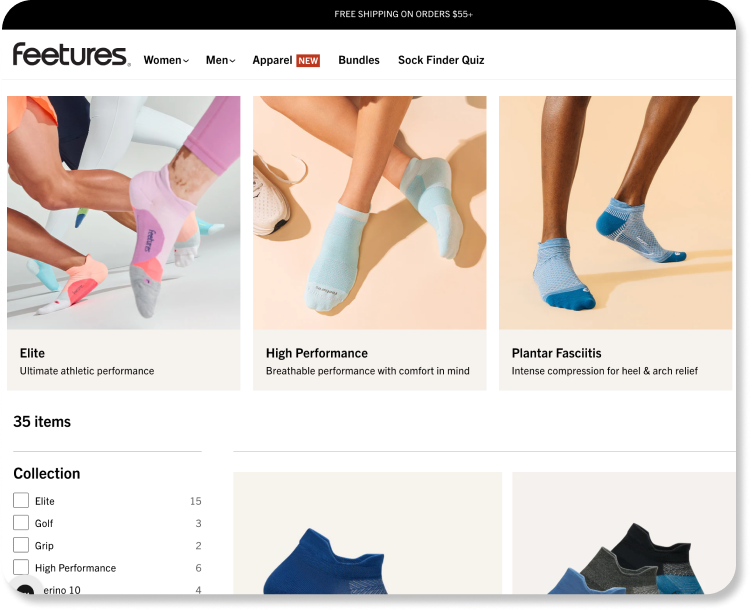 FREE SHIPPING ON ORDERS $55+
feetures®
Women
Men
Apparel NEW
Bundles
Sock Finder Quiz
Elite
Ultimate athletic performance
High Performance
Breathable performance with comfort in mind
Plantar Fasciitis
Intense compression for heel & arch relief
35 items
Collection
Elite 15
Golf 3
Grip 2
High Performance 6
erino 10 4